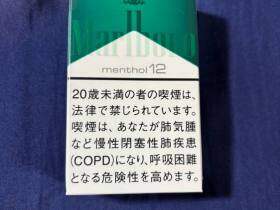 Marlboro
menthol 12
20歳未満の者の喫煙は、
法律で禁じられています。
喫煙は、あなたが肺気腫
など慢性閉塞性肺疾患
(COPD)になり、呼吸困難
となる危険性を高めます。